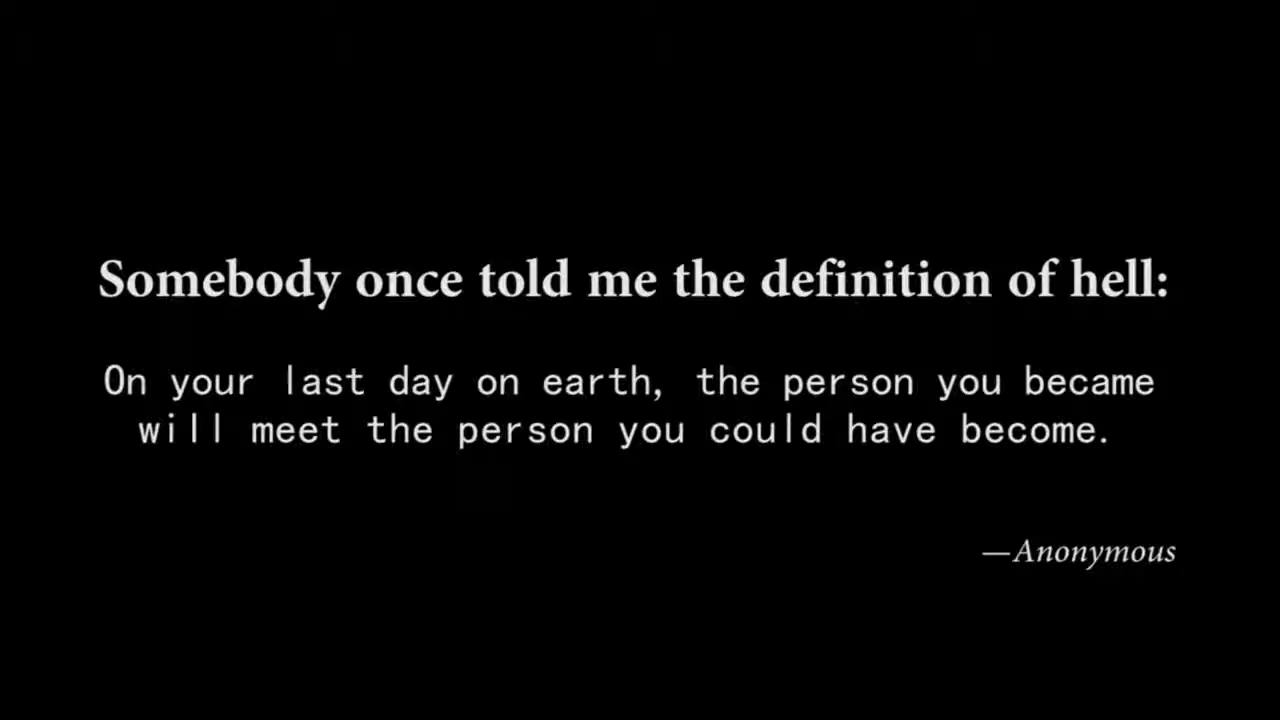 Somebody once told me the definition of hell:
On your last day on earth, the person you became
will meet the person you could have become.
—Anonymous